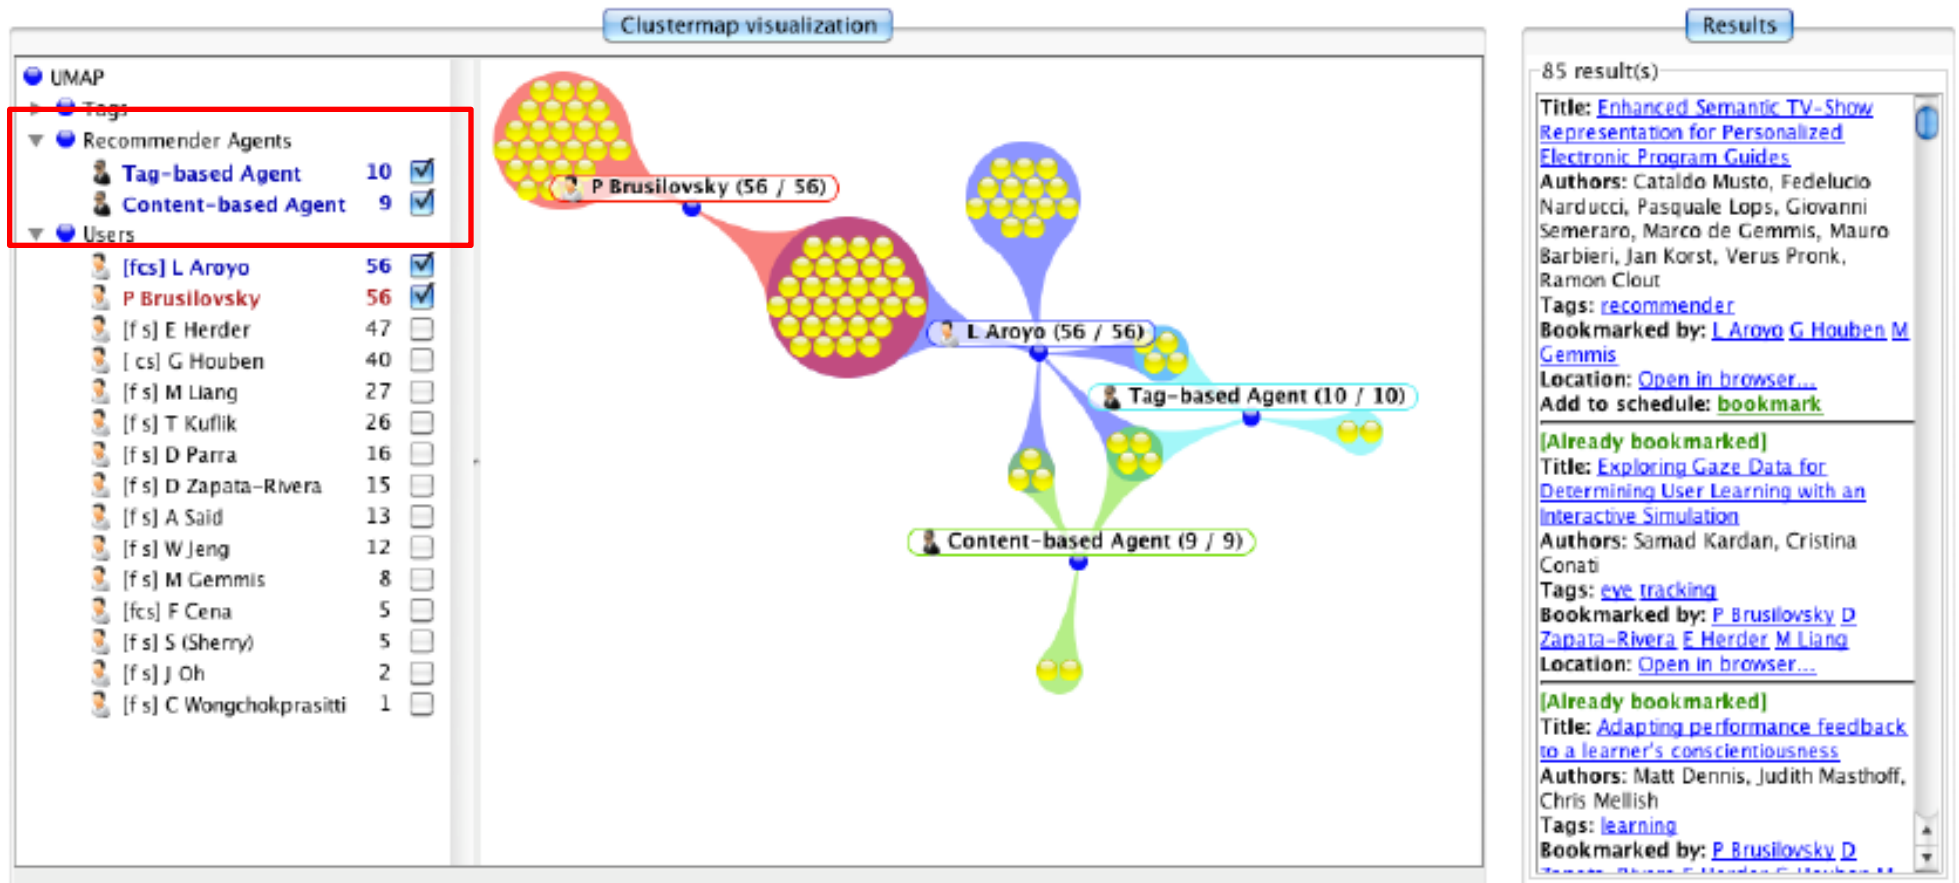 Clustermap visualization
UMAP
Tags
Recommender Agents
Tag-based Agent 10
Content-based Agent 9
Users
[fcs] L Aroyo 56
P Brusilovsky 56
[f s] E Herder 47
[ cs] G Houben 40
[f s] M Liang 27
[f s] T Kuflik 26
[f s] D Parra 16
[f s] D Zapata-Rivera 15
[f s] A Said 13
[f s] W Jeng 12
[f s] M Gemmis 8
[fcs] F Cena 5
[f s] S (Sherry) 5
[f s] J Oh 2
[f s] C Wongchokprasitti 1
P Brusilovsky (56 / 56)
L Aroyo (56 / 56)
Tag-based Agent (10 / 10)
Content-based Agent (9 / 9)
Results
85 result(s)
Title: Enhanced Semantic TV-Show
Representation for Personalized
Electronic Program Guides
Authors: Cataldo Musto, Fedelucio
Narducci, Pasquale Lops, Giovanni
Semeraro, Marco de Gemmis, Mauro
Barbieri, Jan Korst, Verus Pronk,
Ramon Clout
Tags: recommender
Bookmarked by: L Aroyo G Houben M
Gemmis
Location: Open in browser...
Add to schedule: bookmark
[Already bookmarked]
Title: Exploring Gaze Data for
Determining User Learning with an
Interactive Simulation
Authors: Samad Kardan, Cristina
Conati
Tags: eye tracking
Bookmarked by: P Brusilovsky D
Zapata-Rivera E Herder M Liang
Location: Open in browser...
[Already bookmarked]
Title: Adapting performance feedback
to a learner's conscientiousness
Authors: Matt Dennis, Judith Masthoff,
Chris Mellish
Tags: learning
Bookmarked by: P Brusilovsky D
Zapata-Rivera E Herder G Houben M